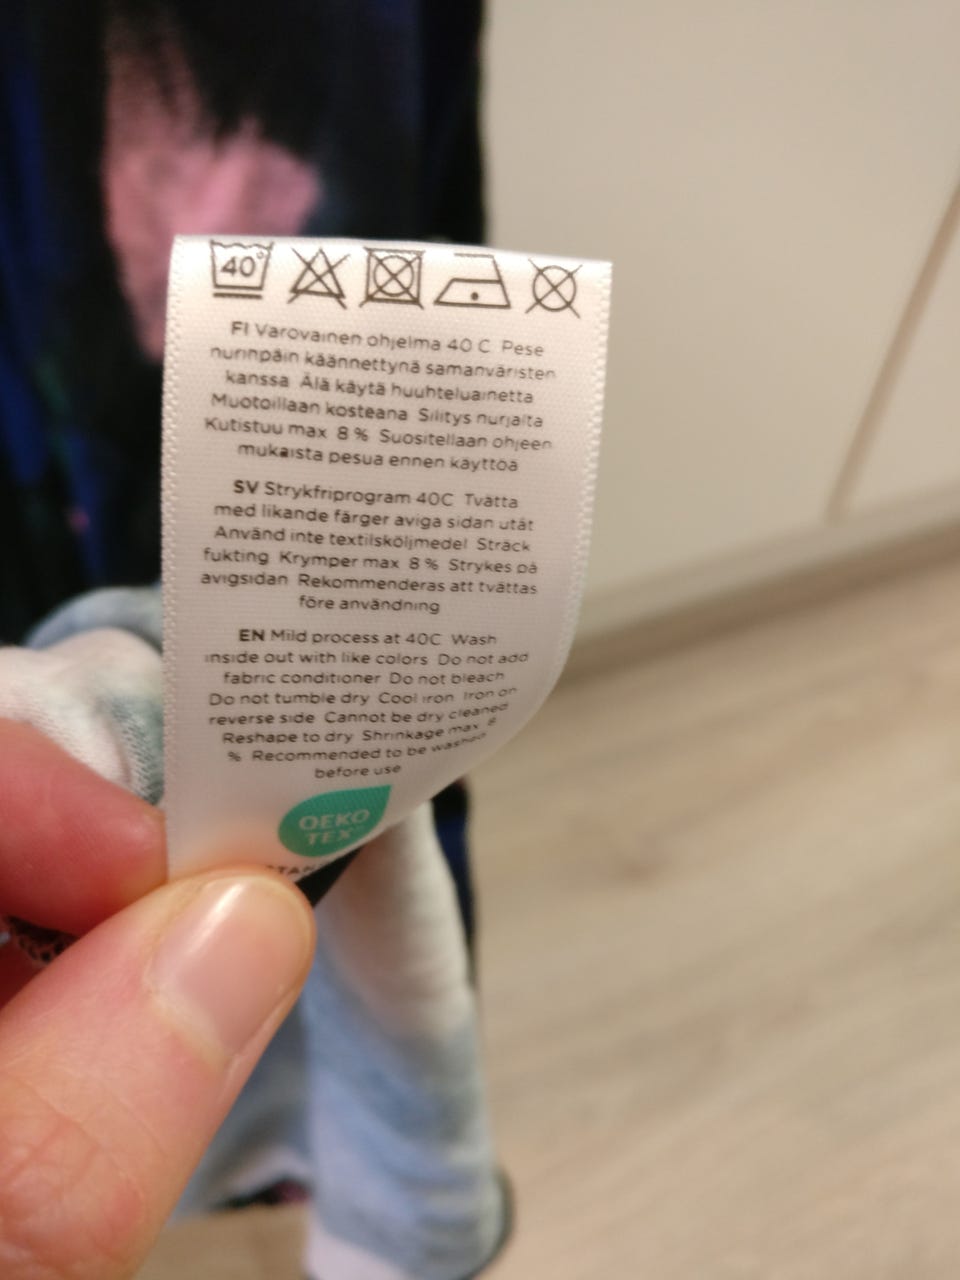 40°
FI Varovainen ohjelma 40 C Pese
nurinpäin käännettynä samanväristen
kanssa Älä käytä huuhteluainetta
Muotoillaan kosteana Silitys nurjalta
Kutistuu max 8 % Suositellaan ohjeen
mukaista pesua ennen käyttöä
SV Strykfriprogram 40C Tvätta
med likande färger aviga sidan utåt
Använd inte textilsköljmedel Sträck
fukting Krymper max 8 % Strykes på
avigsidan Rekommenderas att tvättas
före användning
EN Mild process at 40C Wash
inside out with like colors Do not add
fabric conditioner Do not bleach
Do not tumble dry Cool iron Iron on
reverse side Cannot be dry cleaned
Reshape to dry Shrinkage max 8
% Recommended to be washed
before use
OEKO
TEX